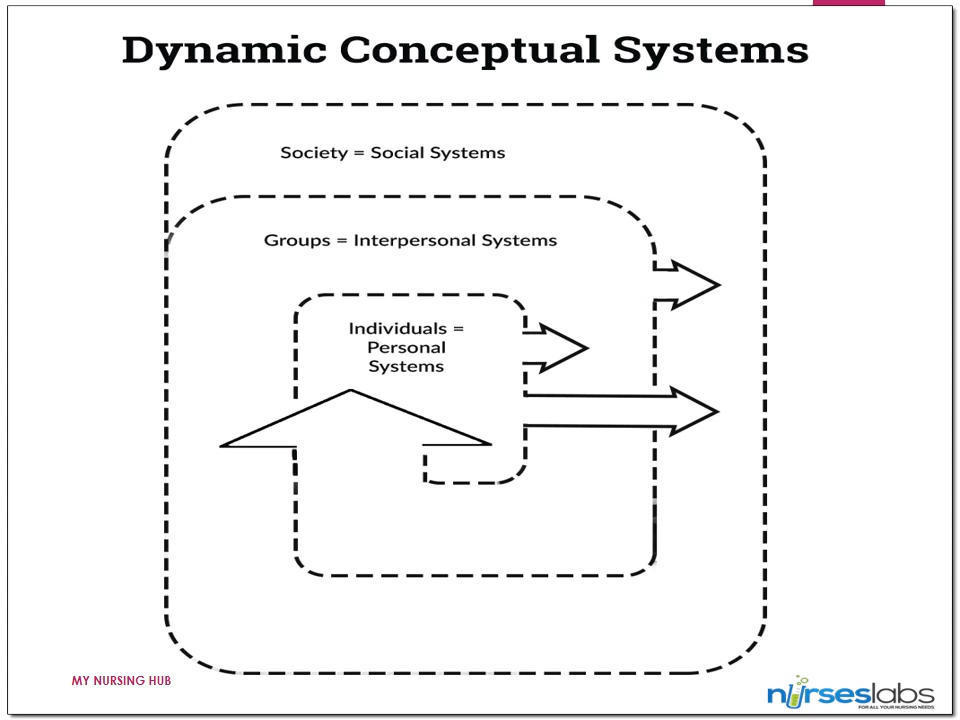 Dynamic Conceptual Systems
Society = Social Systems
Groups = Interpersonal Systems
Individuals =
Personal
Systems
MY NURSING HUB
nurseslabs
FOR ALL YOUR NURSING NEEDS